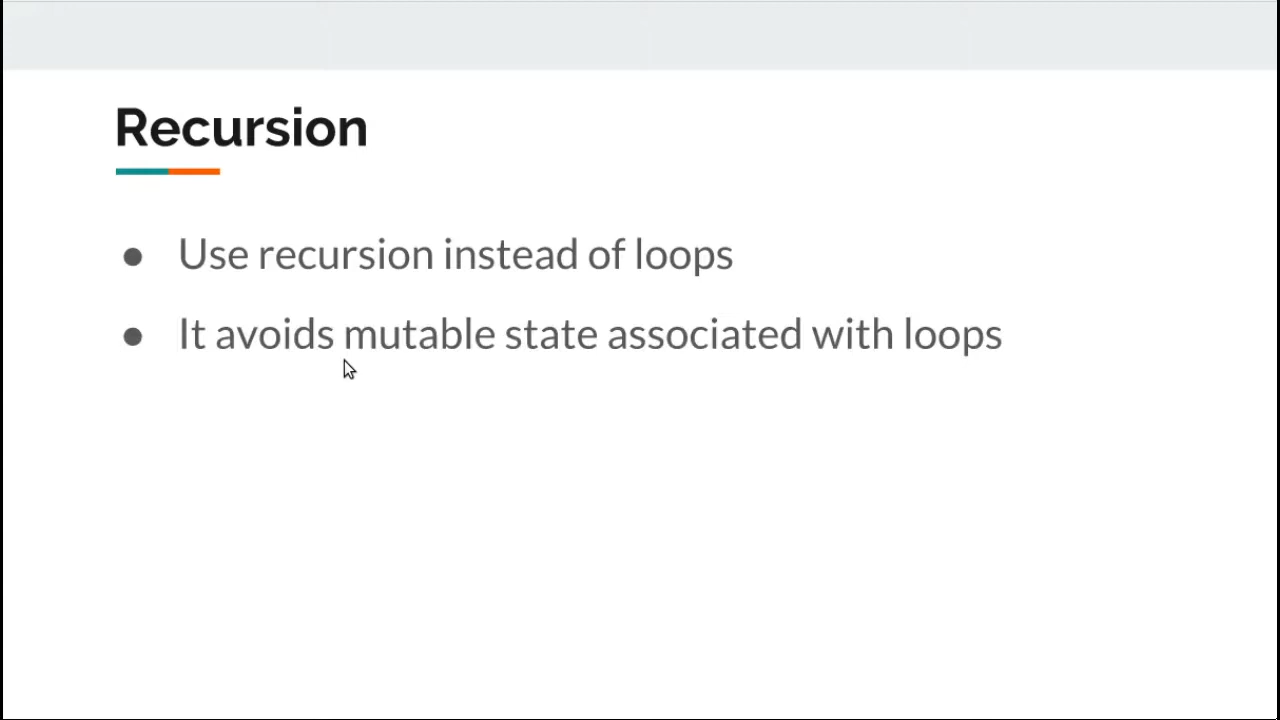 Recursion
● Use recursion instead of loops
● It avoids mutable state associated with loops